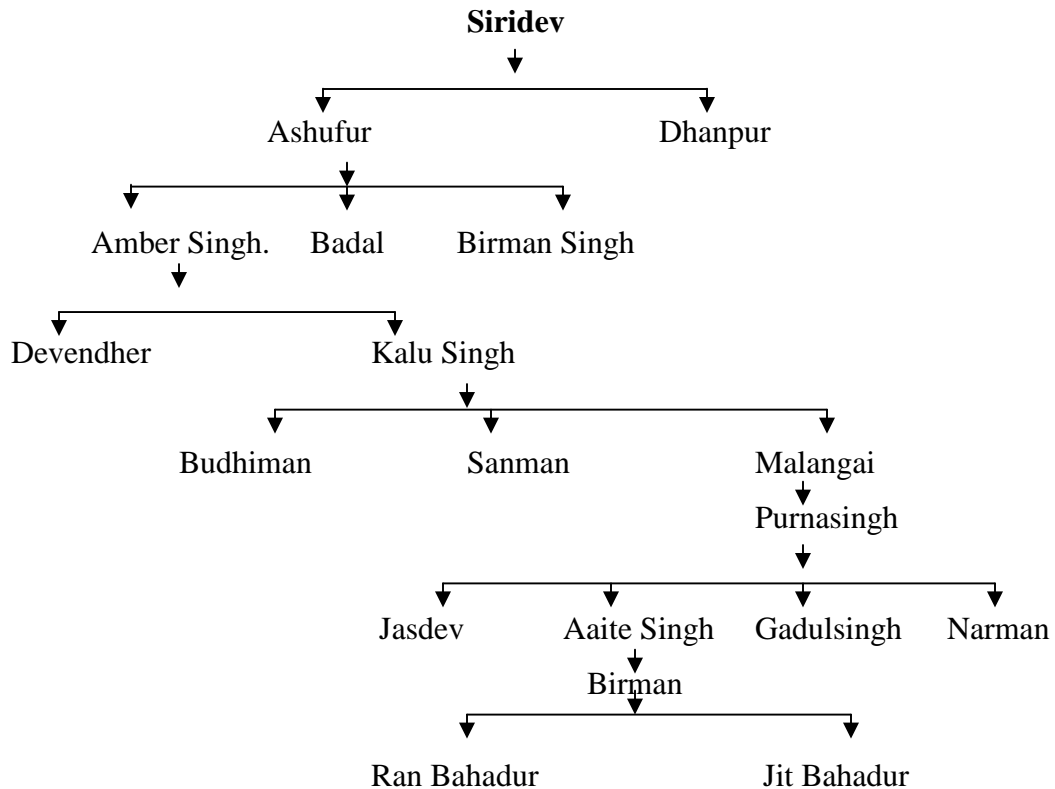 Siridev
Ashufur Dhanpur
Amber Singh. Badal Birman Singh
Devendher Kalu Singh
Budhiman Sanman Malangai
Purnasingh
Jasdev Aaite Singh Gadulsingh Narman
Birman
Ran Bahadur Jit Bahadur